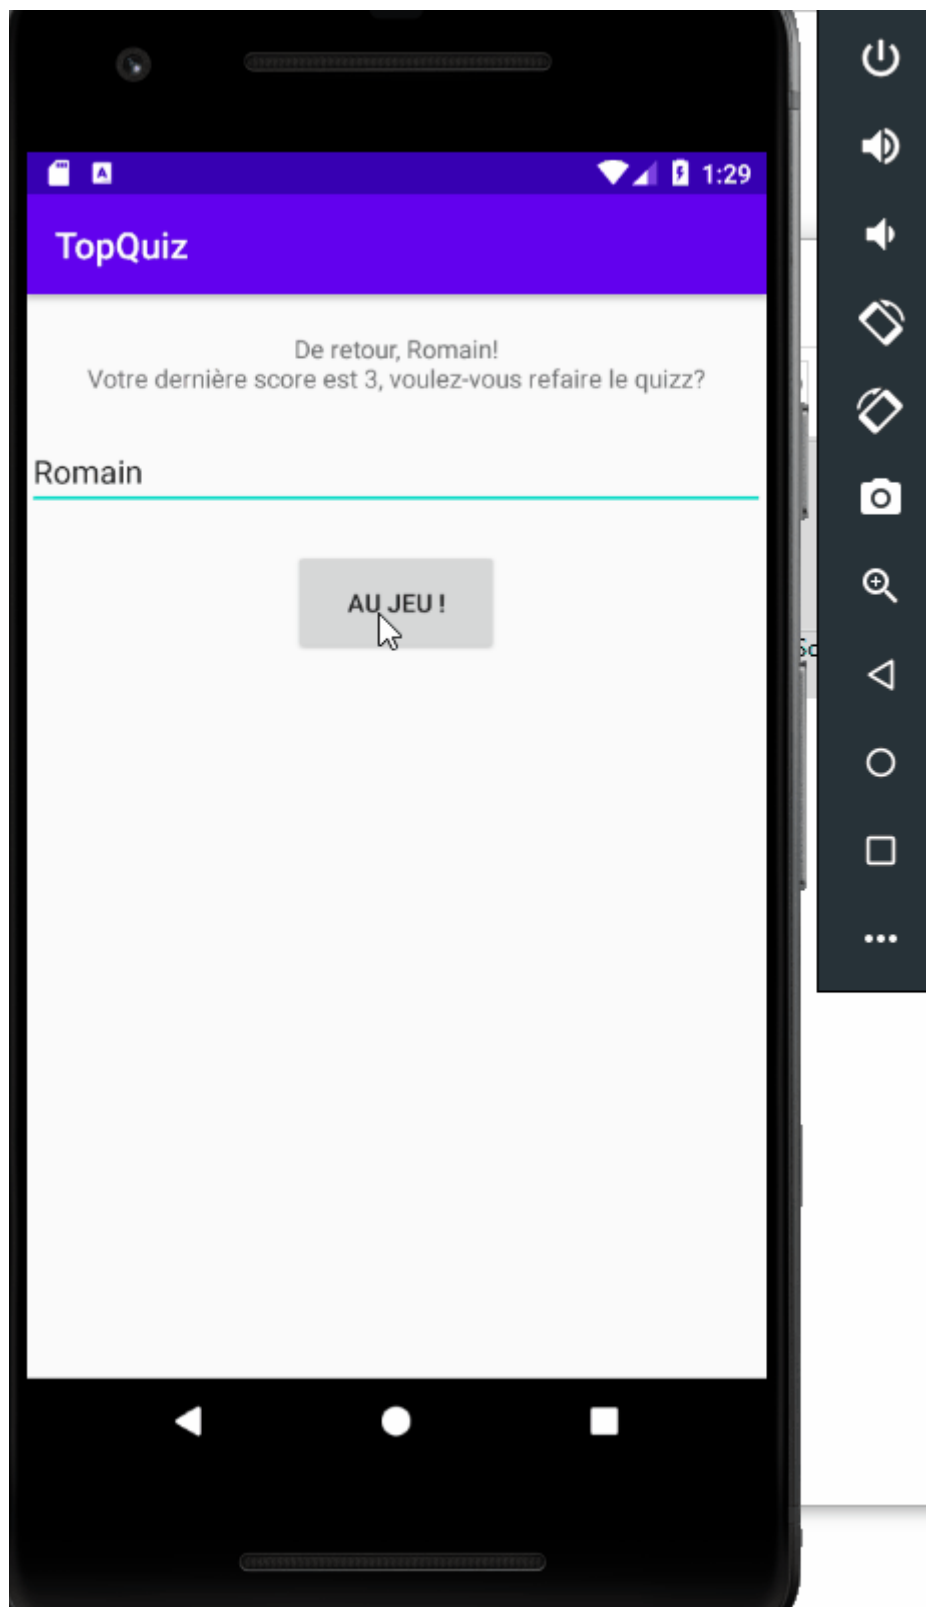 1:29
TopQuiz
De retour, Romain!
Votre dernière score est 3, voulez-vous refaire le quizz?
Romain
AU JEU !